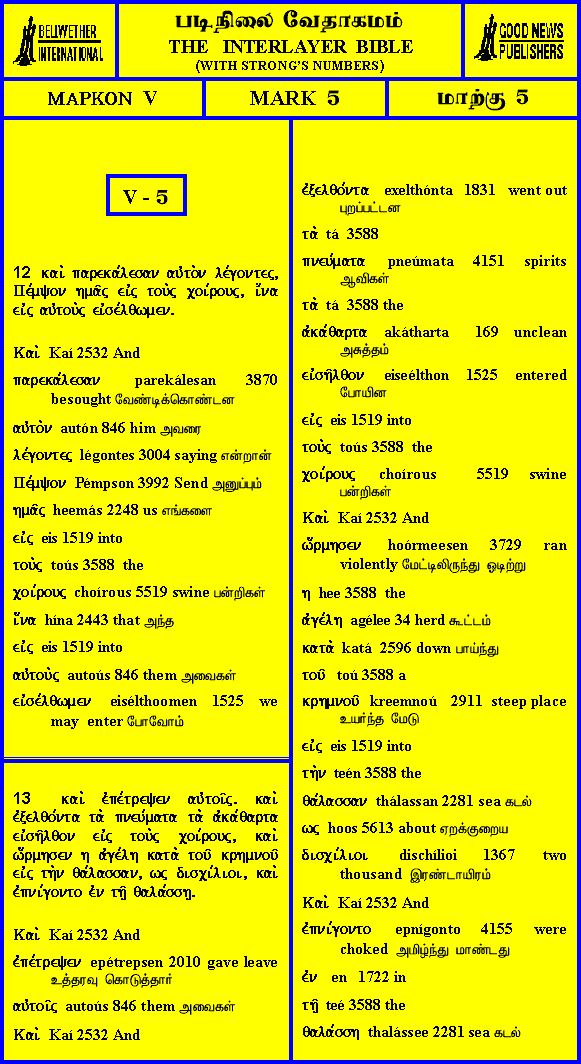 BELLWETHER
INTERNATIONAL
படிநிலை வேதாகமம்
THE INTERLAYER BIBLE
(WITH STRONG'S NUMBERS)
GOOD NEWS
PUBLISHERS
ΜΑΡΚΟΝ V
MARK 5
மாற்கு 5
V - 5
12 καὶ παρεκάλεσαν αὐτὸν λέγοντες,
Πέμψον ημᾶς εἰς τοὺς χοίρους, ἵνα
εἰς αὐτοὺς εἰσέλθωμεν.
Καὶ Kaí 2532 And
παρεκάλεσαν parekálesan 3870
besought வேண்டிக்கொண்டன
αὐτὸν autón 846 him அவரை
λέγοντες légontes 3004 saying என்றான்
Πέμψον Pémpson 3992 Send அனுப்பும்
ημᾶς heemás 2248 us எங்களை
εἰς eis 1519 into
τοὺς toús 3588 the
χοίρους choírous 5519 swine பன்றிகள்
ἵνα hína 2443 that அந்த
εἰς eis 1519 into
αὐτοὺς autoús 846 them அவைகள்
εἰσέλθωμεν eisélthoomen 1525 we
may enter போவோம்
13 καὶ ἐπέτρεψεν αὐτοῖς. καὶ
ἐξελθόντα τὰ πνεύματα τὰ ἀκάθαρτα
εἰσῆλθον εἰς τοὺς χοίρους, καὶ
ὥρμησεν η ἀγέλη κατὰ τοῦ κρημνοῦ
εἰς τὴν θάλασσαν, ως δισχίλιοι, καὶ
ἐπνίγοντο ἐν τῇ θαλάσσῃ.
Καὶ Kaí 2532 And
ἐπέτρεψεν epétrepsen 2010 gave leave
உத்தரவு கொடுத்தார்
αὐτοῖς autoús 846 them அவைகள்
Καὶ Kaí 2532 And
ἐξελθόντα exelthónta 1831 went out
புறப்பட்டன
τὰ tá 3588
πνεύματα pneúmata 4151 spirits
ஆவிகள்
τὰ tá 3588 the
ἀκάθαρτα akátharta 169 unclean
அசுத்தம்
εἰσῆλθον eiseélthon 1525 entered
போயின
εἰς eis 1519 into
τοὺς toús 3588 the
χοίρους choírous 5519 swine
பன்றிகள்
Καὶ Kaí 2532 And
ὥρμησεν hoórmeesen 3729 ran
violently மேட்டிலிருந்து ஓடிற்று
η hee 3588 the
ἀγέλη agélee 34 herd கூட்டம்
κατὰ katá 2596 down பாய்ந்து
τοῦ toú 3588 a
κρημνοῦ kreemnoú 2911 steep place
உயர்ந்த மேடு
εἰς eis 1519 into
τὴν teén 3588 the
θάλασσαν thálassan 2281 sea கடல்
ως hoos 5613 about ஏறக்குறைய
δισχίλιοι dischílioi 1367 two
thousand இரண்டாயிரம்
Καὶ Kaí 2532 And
ἐπνίγοντο epnígonto 4155 were
choked அமிழ்ந்து மாண்டது
ἐν en 1722 in
τῇ teé 3588 the
θαλάσσῃ thalássee 2281 sea கடல்